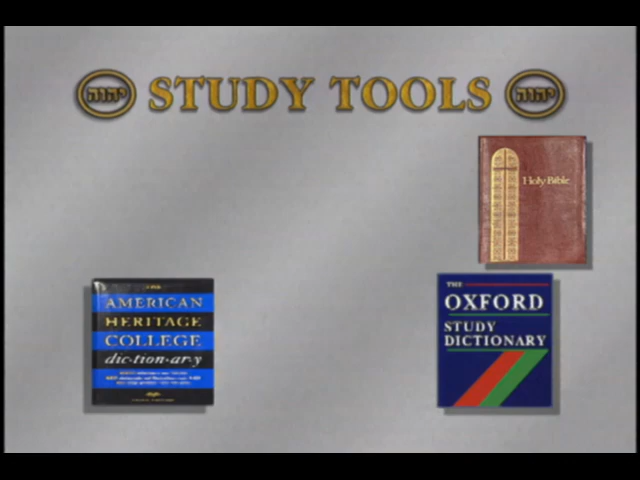 יהוה STUDY TOOLS יהוה
Holy Bible
THE
AMERICAN
HERITAGE
COLLEGE
dic·tion·ar·y
THE
OXFORD
STUDY
DICTIONARY